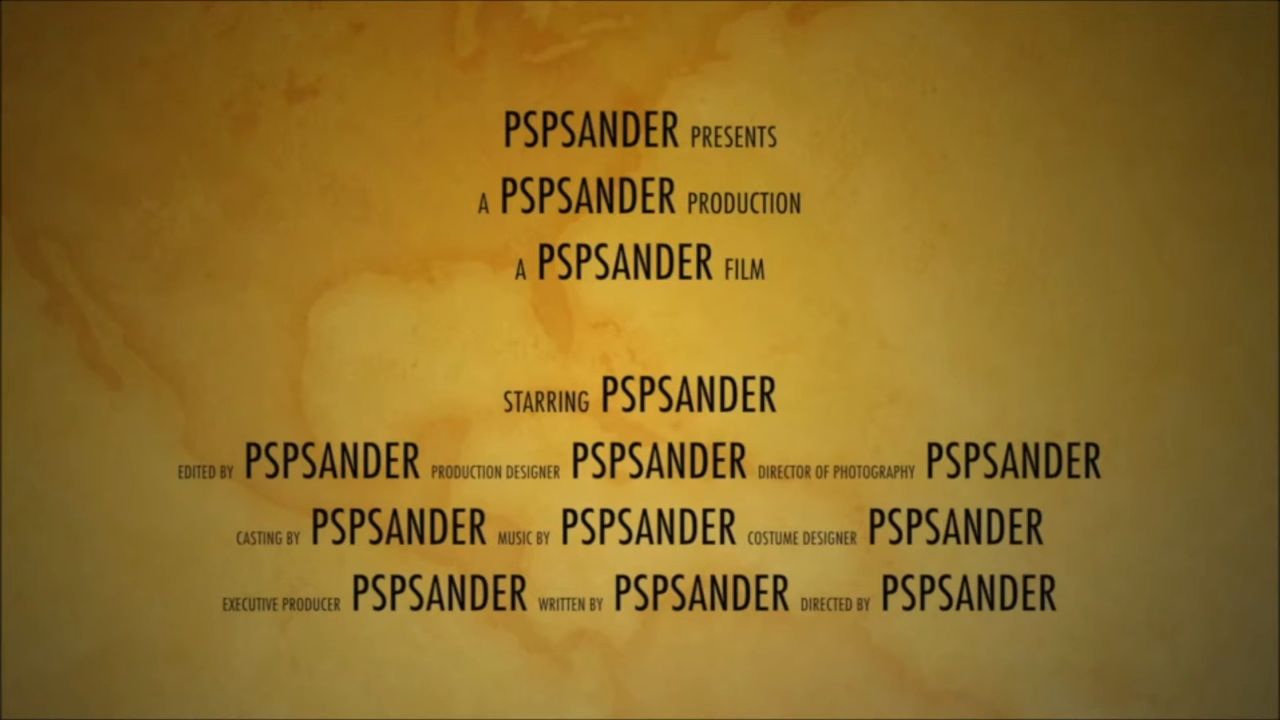 PSPSANDER PRESENTS
A PSPSANDER PRODUCTION
A PSPSANDER FILM
STARRING PSPSANDER
EDITED BY PSPSANDER PRODUCTION DESIGNER PSPSANDER DIRECTOR OF PHOTOGRAPHY PSPSANDER
CASTING BY PSPSANDER MUSIC BY PSPSANDER COSTUME DESIGNER PSPSANDER
EXECUTIVE PRODUCER PSPSANDER WRITTEN BY PSPSANDER DIRECTED BY PSPSANDER